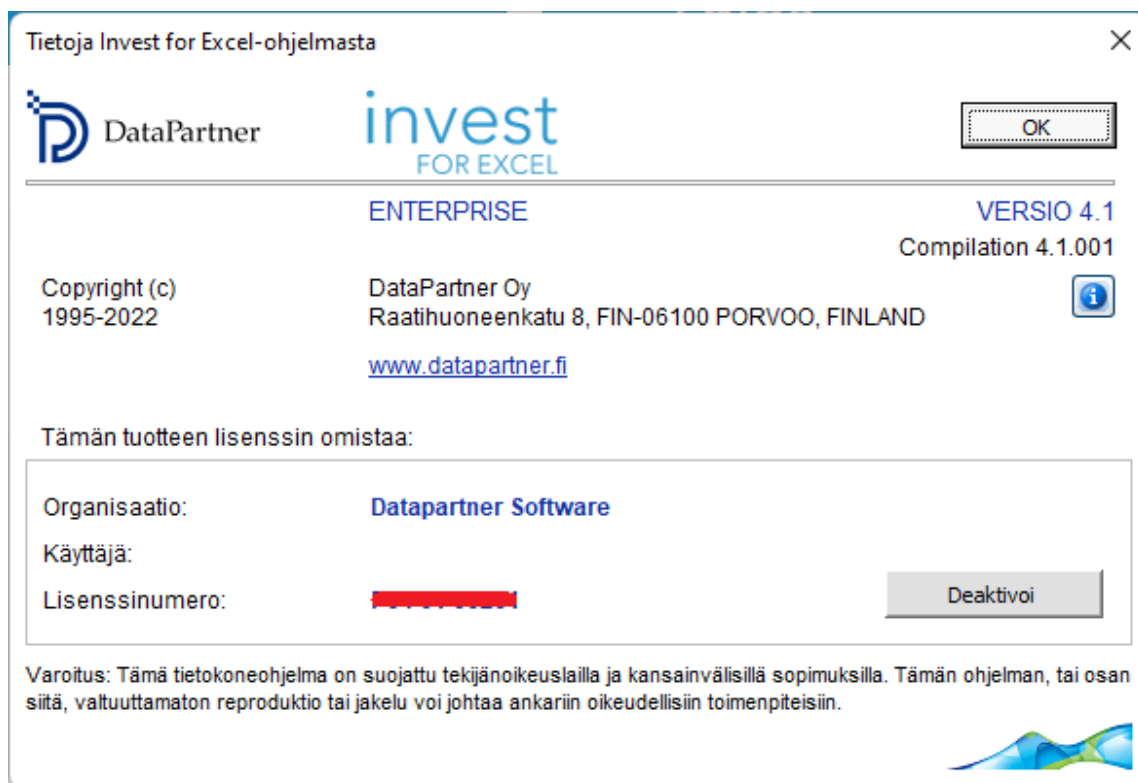 Tietoja Invest for Excel-ohjelmasta
DataPartner
invest
FOR EXCEL
OK
ENTERPRISE
VERSIO 4.1
Compilation 4.1.001
Copyright (c)
1995-2022
DataPartner Oy
Raatihuoneenkatu 8, FIN-06100 PORVOO, FINLAND
www.datapartner.fi
Tämän tuotteen lisenssin omistaa:
Organisaatio:
Datapartner Software
Käyttäjä:
Lisenssinumero:
Deaktivoi
Varoitus: Tämä tietokoneohjelma on suojattu tekijänoikeuslailla ja kansainvälisillä sopimuksilla. Tämän ohjelman, tai osan
siitä, valtuuttamaton reproduktio tai jakelu voi johtaa ankariin oikeudellisiin toimenpiteisiin.